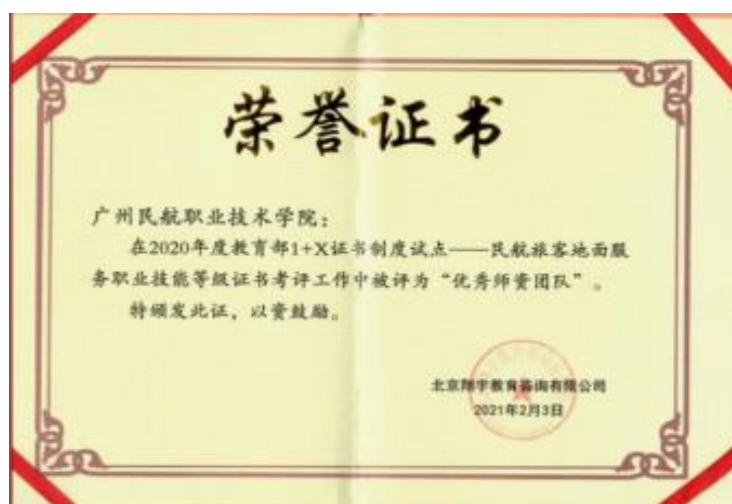 荣誉证书
广州民航职业技术学院：
在2020年度教育部1+X证书制度试点——民航旅客地面服
务职业技能等级证书考评工作中被评为“优秀师资团队”。
特颁发此证，以资鼓励。
北京翔宇教育咨询有限公司
2021年2月3日